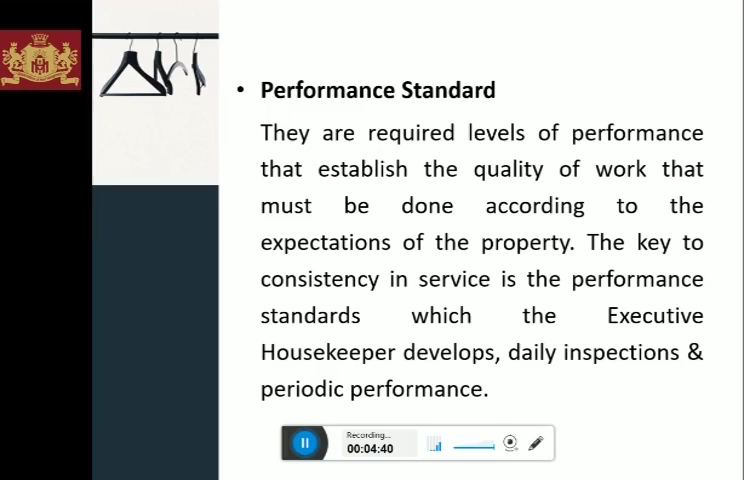 • Performance Standard
They are required levels of performance
that establish the quality of work that
must be done according to the
expectations of the property. The key to
consistency in service is the performance
standards which the Executive
Housekeeper develops, daily inspections &
periodic performance.
Recording...
00:04:40